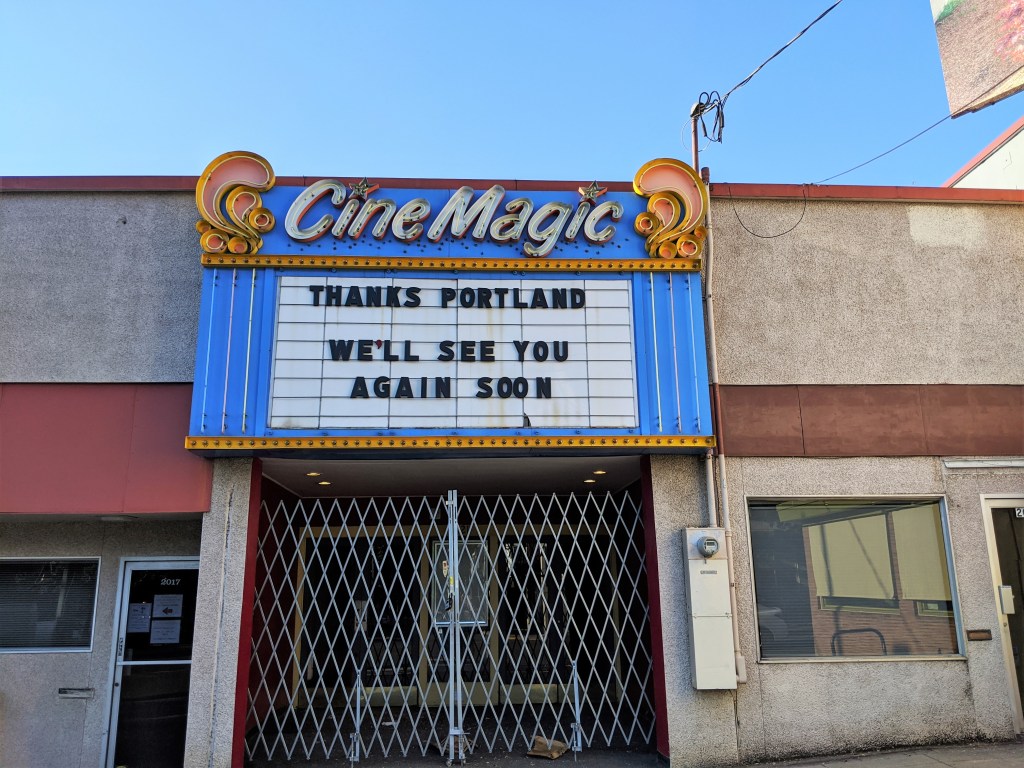 CineMagic
THANKS PORTLAND
WE'LL SEE YOU
AGAIN SOON
2017